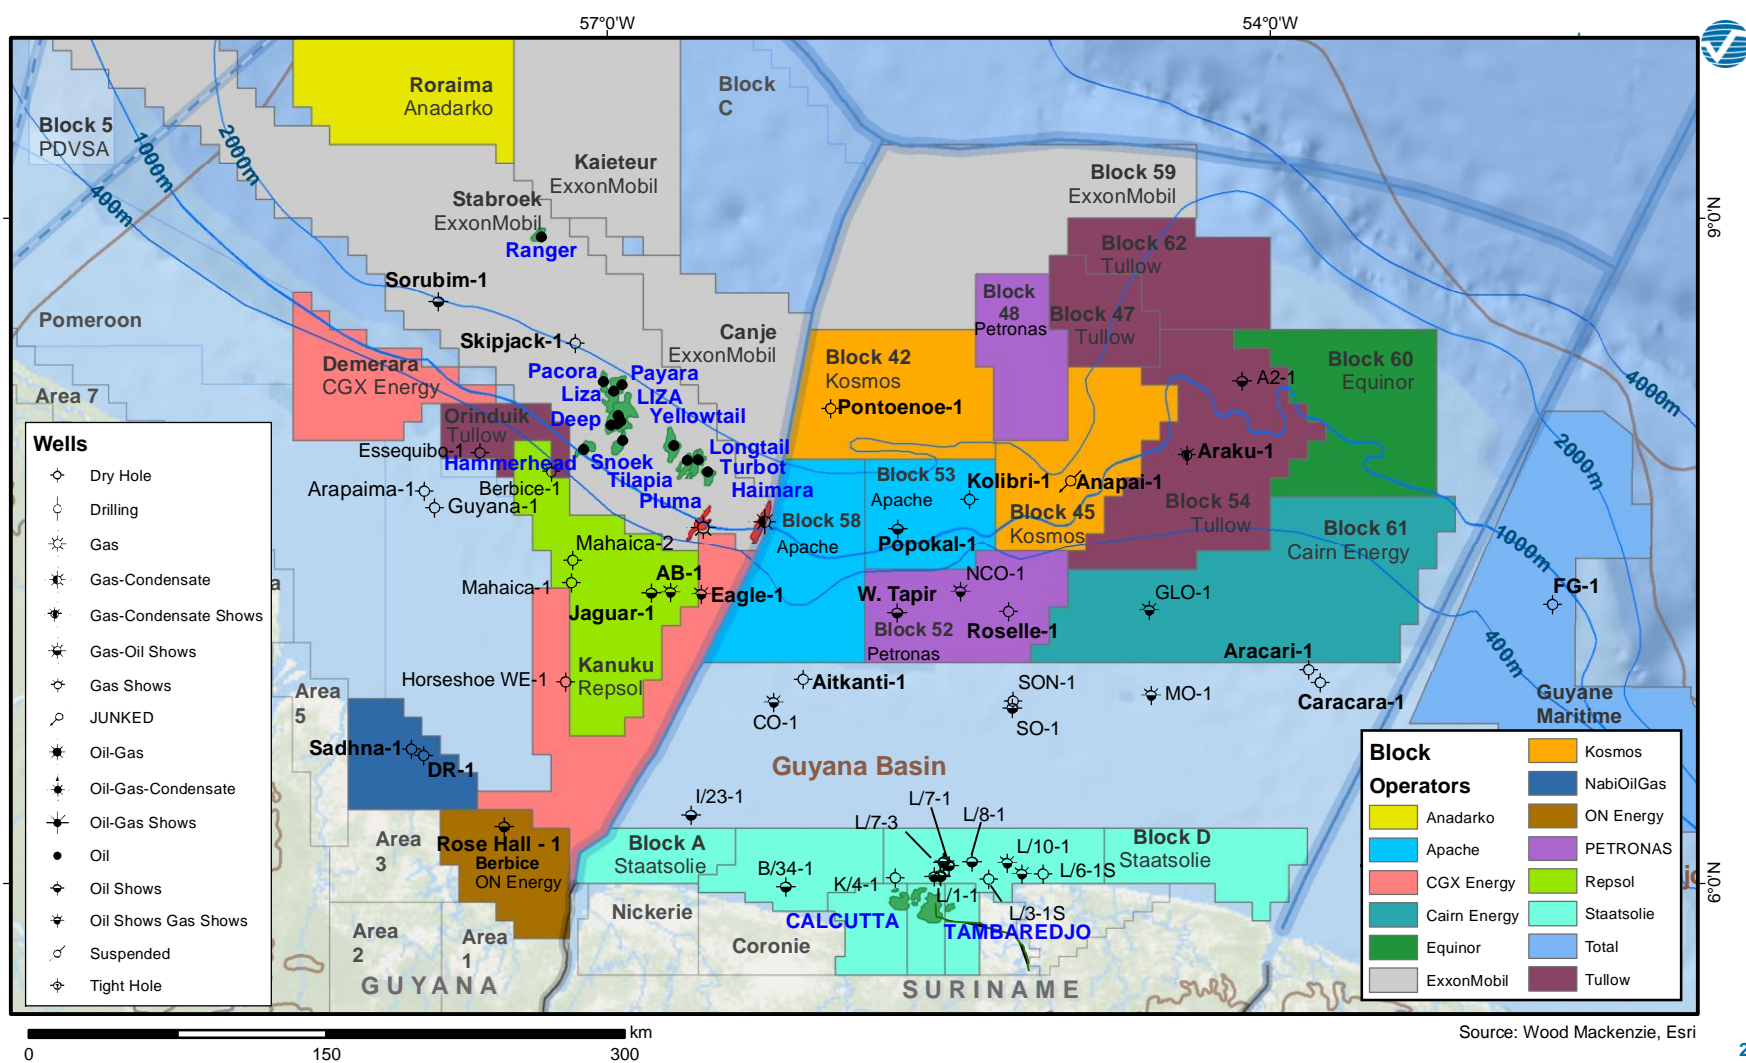 57°0'W
54°0'W
Roraima
Anadarko
Block
C
Block 5
PDVSA
1000m
2000m
400m
Kaieteur
ExxonMobil
Block 59
ExxonMobil
Stabroek
ExxonMobil
Ranger
9°0'N
Block 62
Tullow
Sorubim-1
Block
48
Petronas
Block 47
Tullow
Pomeroon
Skipjack-1
Canje
ExxonMobil
Block 42
Kosmos
Pontoenoe-1
Block 60
Equinor
A2-1
4000m
Demerara
CGX Energy
Pacora
Payara
Liza
LIZA
Deep
Yellowtail
Area 7
Orinduik
Tullow
Essequibo-1
Hammerhead
Snoek
Longtail
Turbot
Tilapia
Pluma
Haimara
Araku-1
2000m
Block 53
Apache
Kolibri-1
Anapai-1
Arapaima-1
Berbice-1
Guyana-1
Block 58
Apache
Popokal-1
Block 45
Kosmos
Block 54
Tullow
Block 61
Cairn Energy
1000m
Mahaica-2
Mahaica-1
AB-1
Jaguar-1
Eagle-1
W. Tapir
NCO-1
Block 52
Petronas
Roselle-1
GLO-1
FG-1
400m
a
Kanuku
Repsol
Horseshoe WE-1
Aitkanti-1
CO-1
SON-1
SO-1
MO-1
Aracari-1
Caracara-1
Guyane
Maritime
Area
5
Sadhna-1
DR-1
Guyana Basin
I/23-1
L/7-1
L/7-3
L/8-1
Area
3
Rose Hall - 1
Berbice
ON Energy
Block A
Staatsolie
B/34-1
K/4-1
L/10-1
L/6-1S
L/1-1
L/3-1S
Block D
Staatsolie
6°0'N
Nickerie
CALCUTTA
TAMBAREDJO
Coronie
Area
2
Area
1
GUYANA
SURINAME
Wells
Dry Hole
Drilling
Gas
Gas-Condensate
Gas-Condensate Shows
Gas-Oil Shows
Gas Shows
JUNKED
Oil-Gas
Oil-Gas-Condensate
Oil-Gas Shows
Oil
Oil Shows
Oil Shows Gas Shows
Suspended
Tight Hole
Block
Operators
Anadarko
Apache
CGX Energy
Cairn Energy
Equinor
ExxonMobil
Kosmos
NabiOilGas
ON Energy
PETRONAS
Repsol
Staatsolie
Total
Tullow
km
0
150
300
Source: Wood Mackenzie, Esri
2